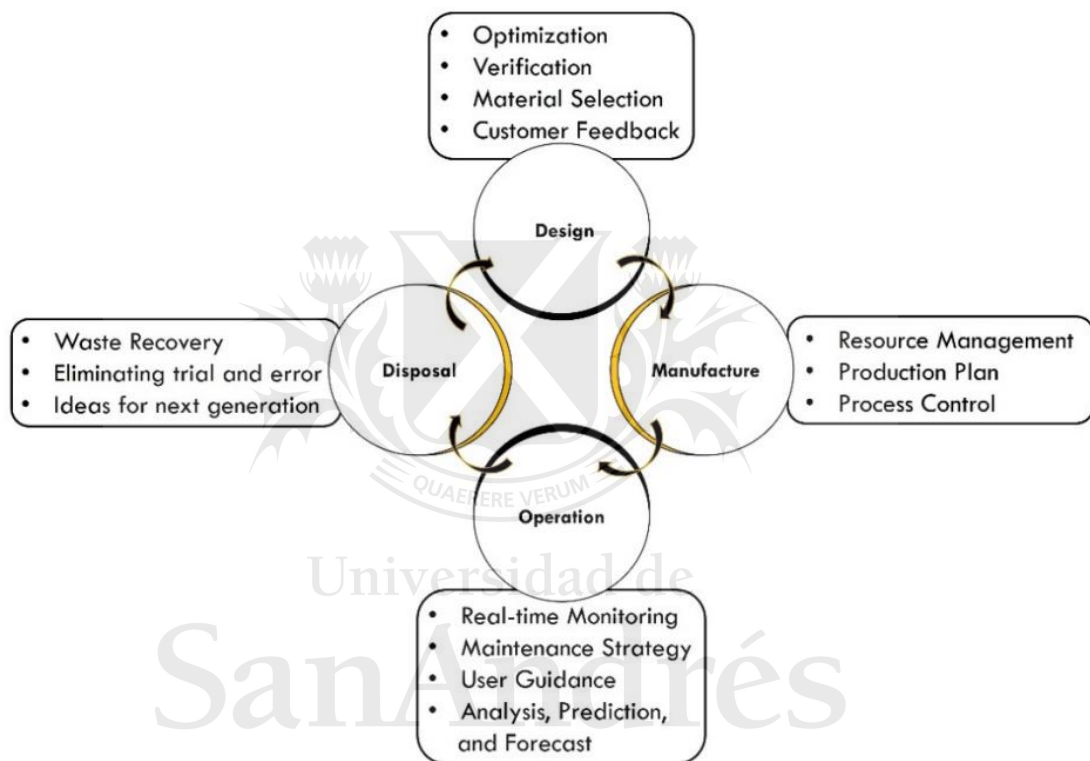 • Optimization
• Verification
• Material Selection
• Customer Feedback
Design
• Waste Recovery
• Eliminating trial and error
• Ideas for next generation
Disposal
Manufacture
• Resource Management
• Production Plan
• Process Control
QUAERERE VERUM
Operation
Universidad de
SanAndrés
• Real-time Monitoring
• Maintenance Strategy
• User Guidance
• Analysis, Prediction,
and Forecast